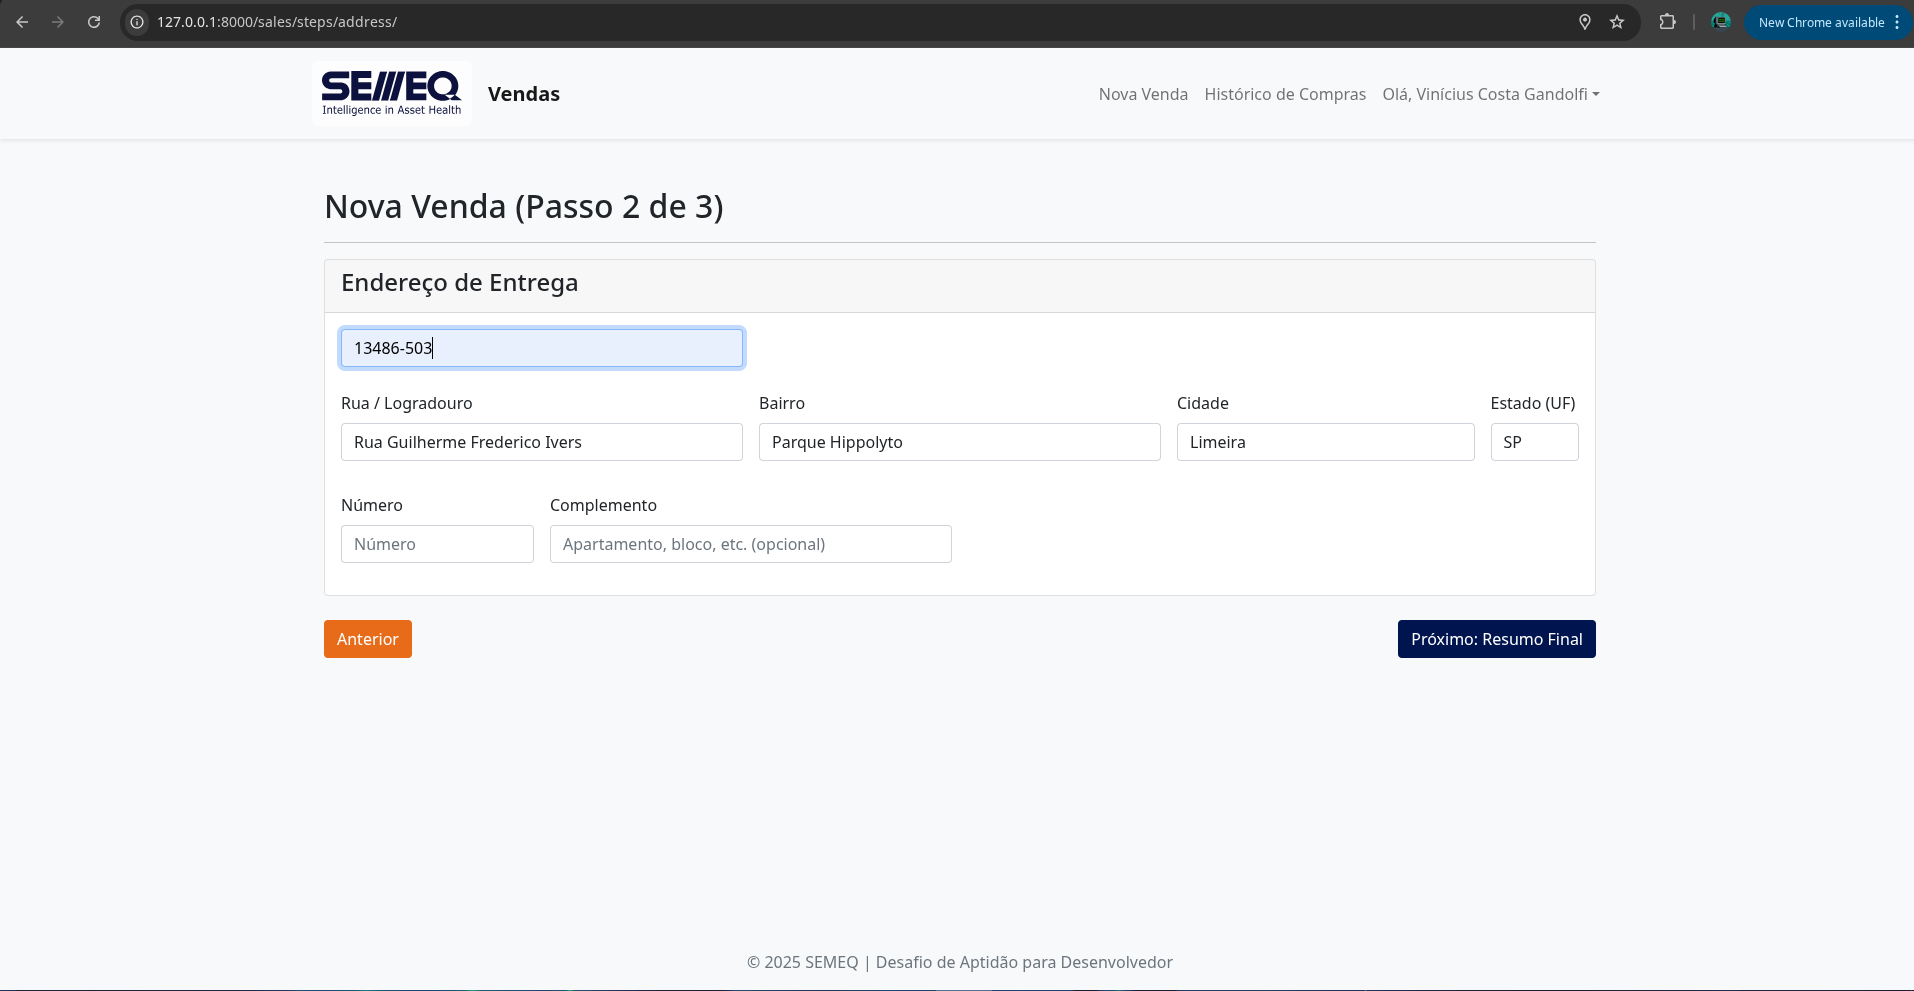 127.0.0.1:8000/sales/steps/address/
New Chrome available
SEMEQ
Intelligence in Asset Health
Vendas
Nova Venda
Histórico de Compras
Olá, Vinícius Costa Gandolfi
Nova Venda (Passo 2 de 3)
Endereço de Entrega
13486-503
Rua / Logradouro
Bairro
Cidade
Estado (UF)
Rua Guilherme Frederico Ivers
Parque Hippolyto
Limeira
SP
Número
Complemento
Número
Apartamento, bloco, etc. (opcional)
Anterior
Próximo: Resumo Final
© 2025 SEMEQ | Desafio de Aptidão para Desenvolvedor